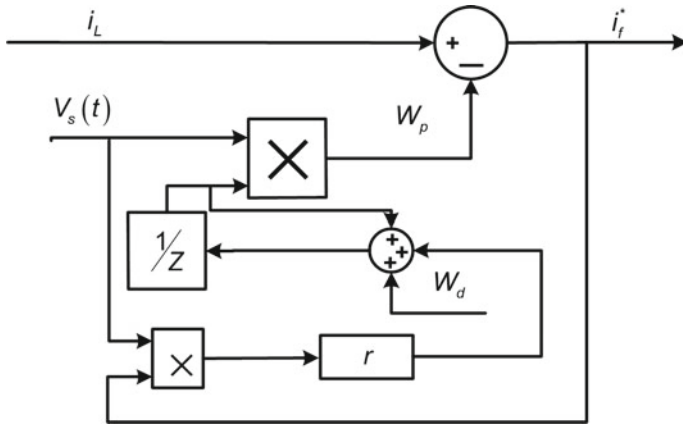 i_L
+
−
i_f^*
V_s(t)
W_p
×
1/Z
+
+
+
W_d
×
r